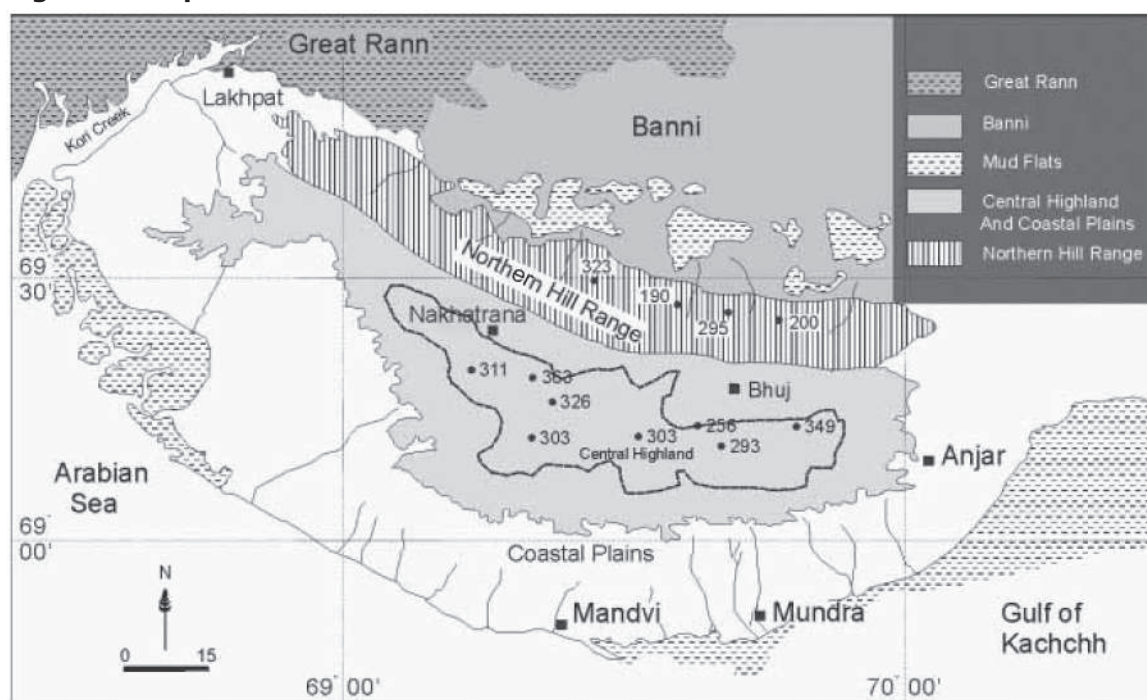 Great Rann
Lakhpat
Kori Creek
Banni
Great Rann
Banni
Mud Flats
Central Highland
And Coastal Plains
Northern Hill Range
69
30'
Northern Hill Range
323
190
295
200
Nakhatrana
311
363
326
303
303
256
293
349
Bhuj
Central Highland
Anjar
Arabian
Sea
69
00'
Coastal Plains
N
Mandvi
Mundra
Gulf of
Kachchh
0 15
69 00'
70 00'